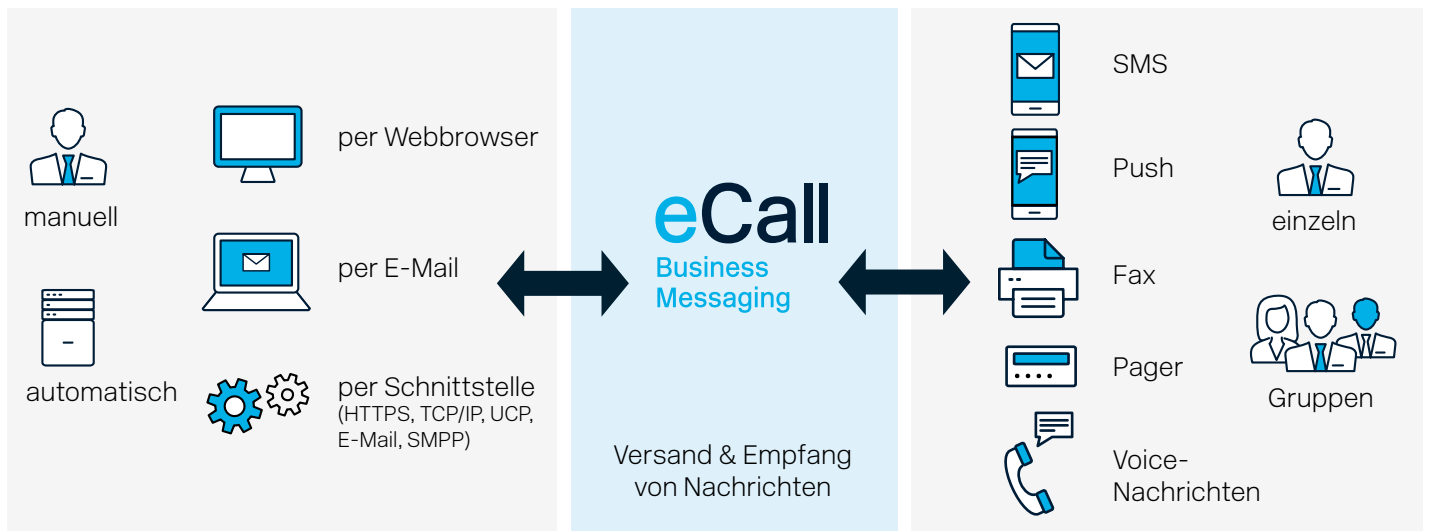 manuell
automatisch
per Webbrowser
per E-Mail
per Schnittstelle
(HTTPS, TCP/IP, UCP,
E-Mail, SMPP)
eCall
Business
Messaging
Versand & Empfang
von Nachrichten
SMS
Push
Fax
Pager
Voice-
Nachrichten
einzeln
Gruppen